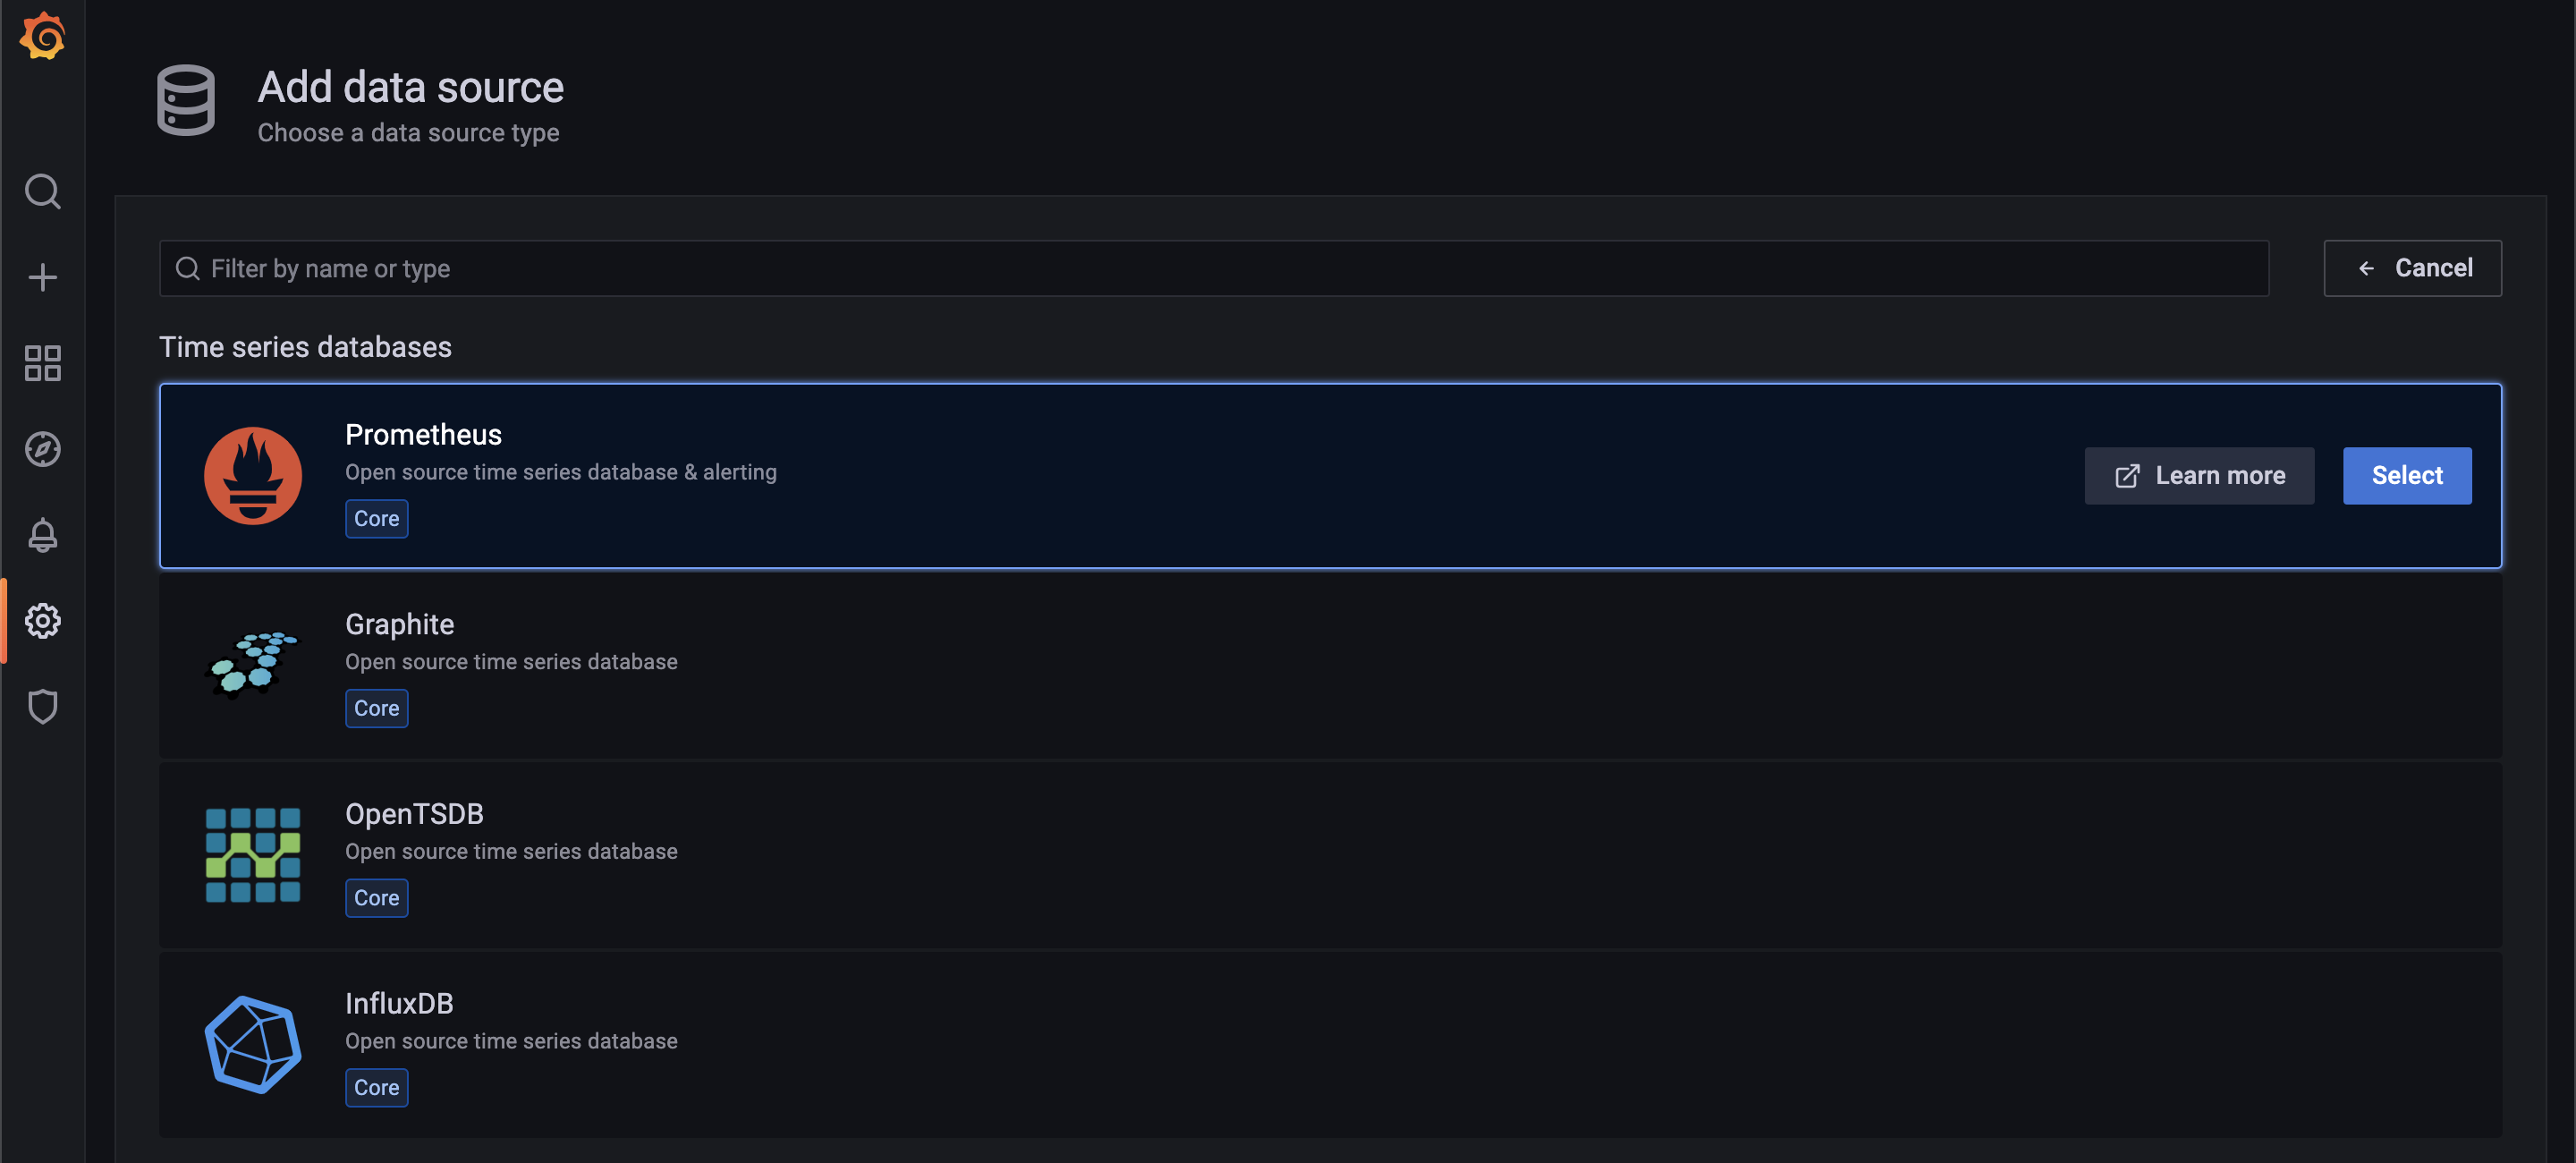 Add data source
Choose a data source type
Filter by name or type
Cancel
Time series databases
Prometheus
Open source time series database & alerting
Core
Learn more
Select
Graphite
Open source time series database
Core
OpenTSDB
Open source time series database
Core
InfluxDB
Open source time series database
Core